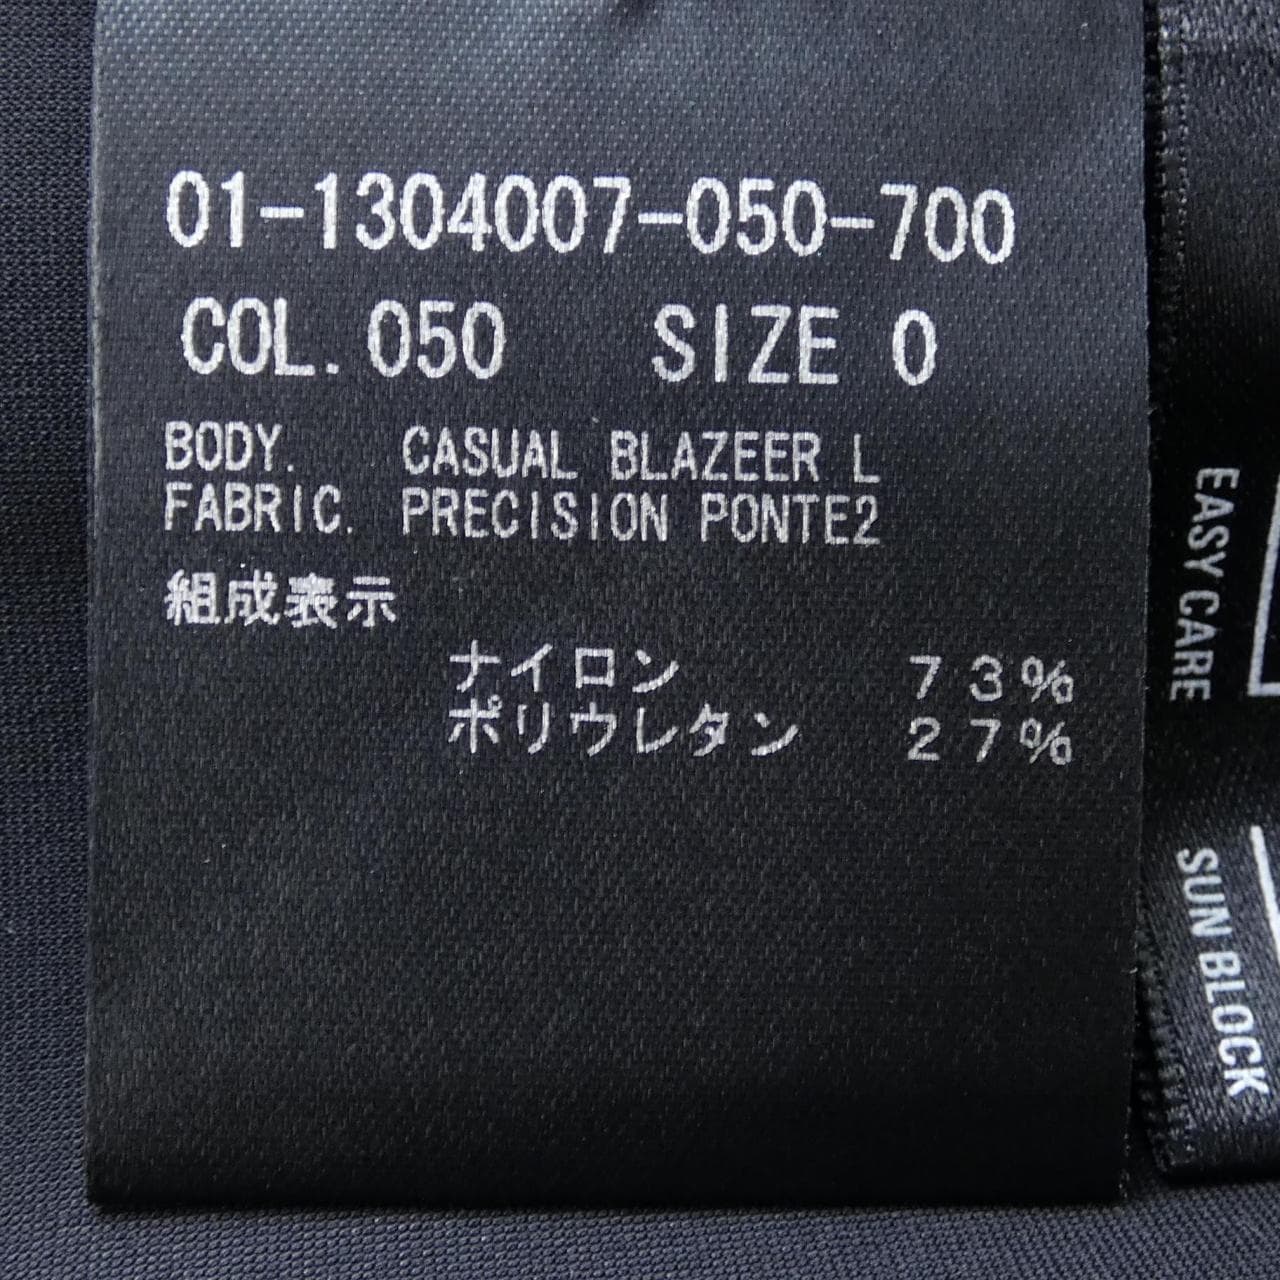 01-1304007-050-700
COL. 050 SIZE 0
BODY. CASUAL BLAZEER L
FABRIC. PRECISION PONTE2
組成表示
ナイロン 73%
ポリウレタン 27%
EASY CARE
SUN BLOCK